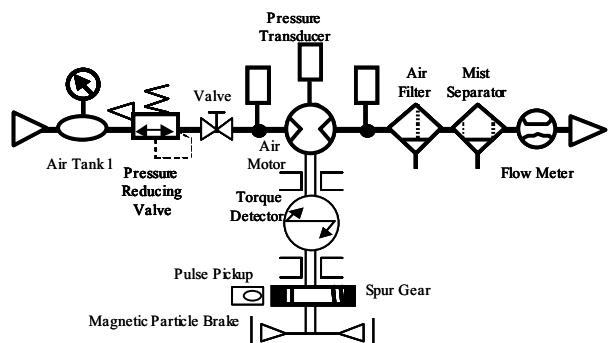 Pressure
Transducer
Valve
Air
Filter
Mist
Separator
Air Tank 1
Pressure
Reducing
Valve
Air
Motor
Flow Meter
Torque
Detector
Pulse Pickup
Spur Gear
Magnetic Particle Brake